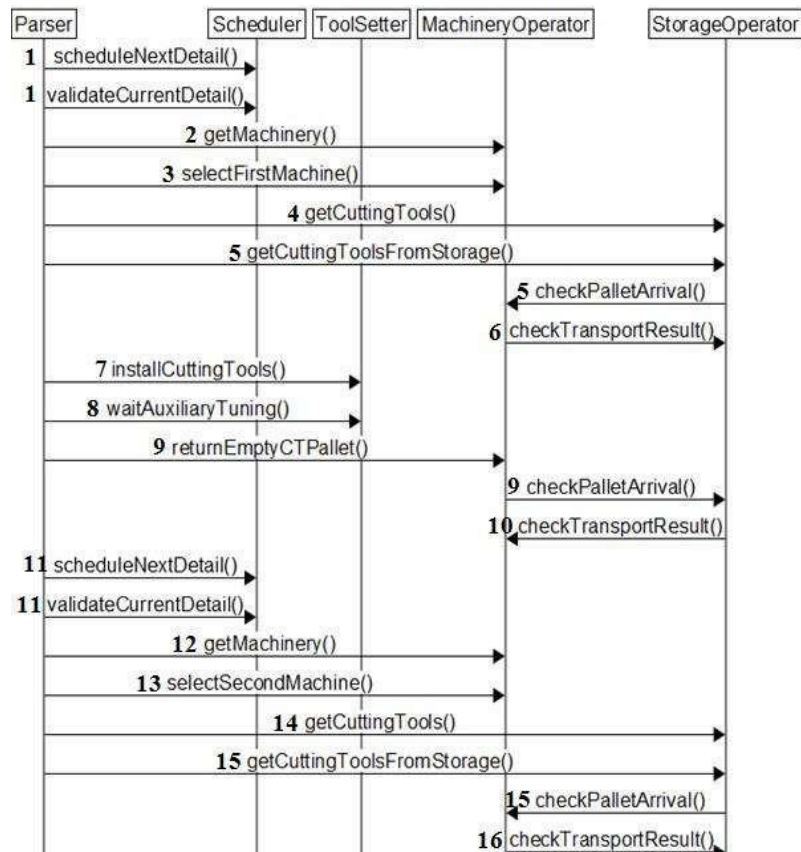 Parser Scheduler ToolSetter MachineryOperator StorageOperator
1 scheduleNextDetail()
1 validateCurrentDetail()
2 getMachinery()
3 selectFirstMachine()
4 getCuttingTools()
5 getCuttingToolsFromStorage()
5 checkPalletArrival()
6 checkTransportResult()
7 installCuttingTools()
8 waitAuxiliaryTuning()
9 returnEmptyCTPallet()
9 checkPalletArrival()
10 checkTransportResult()
11 scheduleNextDetail()
11 validateCurrentDetail()
12 getMachinery()
13 selectSecondMachine()
14 getCuttingTools()
15 getCuttingToolsFromStorage()
15 checkPalletArrival()
16 checkTransportResult()